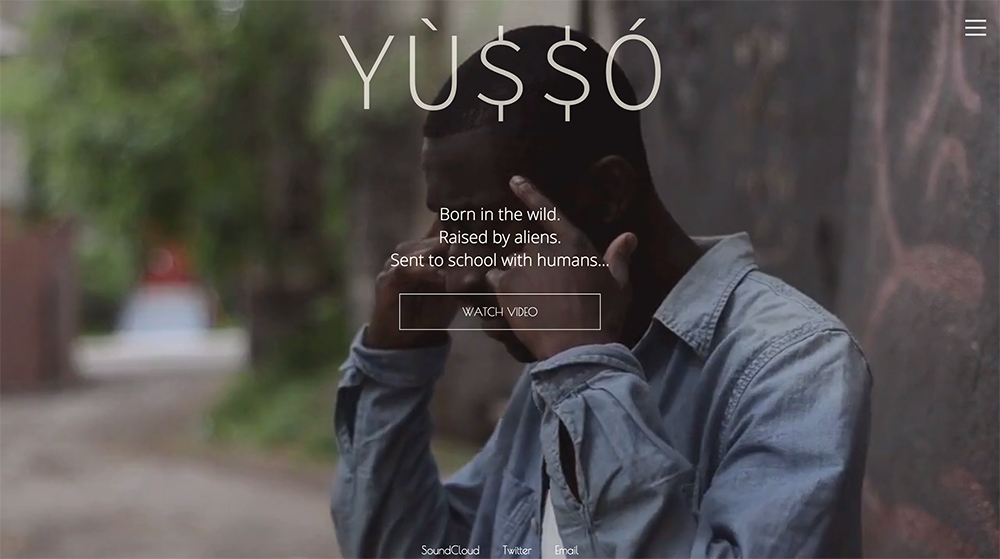 YÙ$$Ó
Born in the wild.
Raised by aliens.
Sent to school with humans...
WATCH VIDEO
SoundCloud Twitter Email